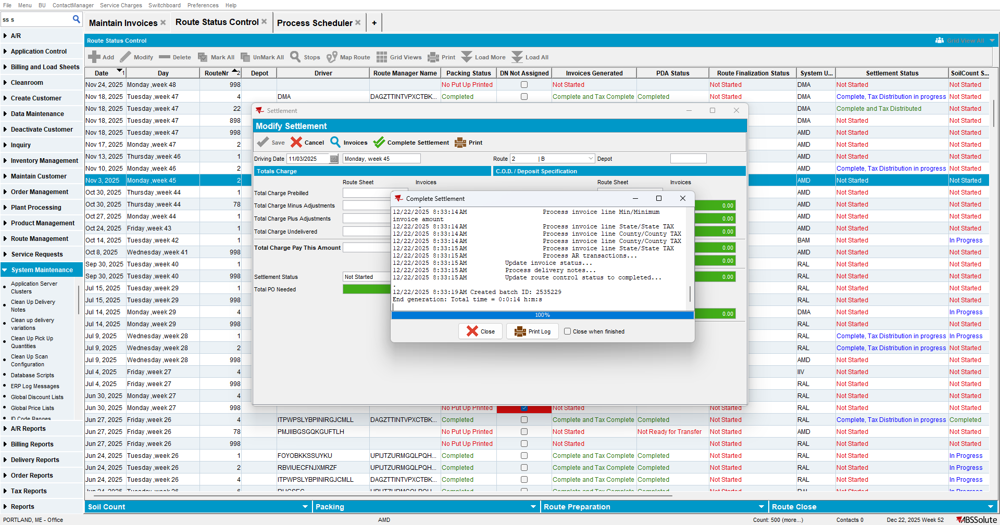 File Menu BU ContactManager Service Charges Switchboard Preferences Help
ss s
Maintain Invoices Route Status Control Process Scheduler +
Route Status Control Grid View All
Add Modify Delete Mark All UnMark All Stops Map Route Grid Views Print Load More Load All
Date 1 Day RouteNr 2 Depot Driver Route Manager Name Packing Status DN Not Assigned Invoices Generated PDA Status Route Finalization Status System U... Settlement Status SoilCount S...
Nov 24, 2025 Monday ,week 48 998 No Put Up Printed Not Started Not Started DMA Not Started Not Started
Nov 18, 2025 Tuesday ,week 47 4 DMA DAGZTTINTVPXCTBK... Completed Complete and Tax Complete Completed Not Started DMA Complete, Tax Distribution in progress Not Started
Nov 18, 2025 Tuesday ,week 47 22 DMA Complete and Tax Distributed Not Started
Nov 18, 2025 Tuesday ,week 47 898 DMA Not Started Not Started
Nov 18, 2025 Tuesday ,week 47 998 AMD Not Started Not Started
Nov 17, 2025 Monday ,week 47 2 AMD Not Started Not Started
Nov 13, 2025 Thursday ,week 46 1 AMD Not Started Not Started
Nov 10, 2025 Monday ,week 46 2 AMD Complete, Tax Distribution in progress Not Started
Nov 3, 2025 Monday ,week 45 2 AMD Not Started Not Started
Oct 30, 2025 Thursday ,week 44 1 AMD Not Started Not Started
Oct 30, 2025 Thursday ,week 44 78 AMD Not Started Not Started
Oct 27, 2025 Monday ,week 44 1 AMD Not Started Not Started
Oct 24, 2025 Friday ,week 43 1 AMD Not Started Not Started
Oct 14, 2025 Tuesday ,week 42 1 BAM Not Started In Progress
Oct 8, 2025 Wednesday ,week 41 998 AMD Not Started Not Started
Sep 30, 2025 Tuesday ,week 40 1 RAL Not Started Not Started
Sep 30, 2025 Tuesday ,week 40 998 RAL Not Started Not Started
Jul 15, 2025 Tuesday ,week 29 1 RAL Not Started Not Started
Jul 15, 2025 Tuesday ,week 29 998 RAL Not Started Not Started
Jul 14, 2025 Monday ,week 29 4 DMA Not Started In Progress
Jul 14, 2025 Monday ,week 29 998 RAL Not Started Not Started
Jul 9, 2025 Wednesday ,week 28 1 RAL Complete, Tax Distribution in progress In Progress
Jul 9, 2025 Wednesday ,week 28 2 RAL Complete, Tax Distribution in progress Not Started
Jul 9, 2025 Wednesday ,week 28 998 AMD Not Started Not Started
Jul 4, 2025 Friday ,week 27 4 IIV Not Started Not Started
Jul 4, 2025 Friday ,week 27 998 RAL Not Started Not Started
Jun 30, 2025 Monday ,week 27 4 RAL Not Started Not Started
Jun 30, 2025 Monday ,week 27 998 No Put Up Printed Not Started Not Started RAL Not Started Not Started
Jun 27, 2025 Friday ,week 26 4 ITPWPSLYBPINIRGJCMLL DAGZTTINTVPXCTBK... Completed Complete and Tax Complete Completed Not Started RAL Complete, Tax Distribution in progress Completed
Jun 27, 2025 Friday ,week 26 78 PMJIIBGSGQKGUFTLH No Put Up Printed Not Started Not Ready for Transfer Not Started AMD Not Started Not Started
Jun 27, 2025 Friday ,week 26 998 No Put Up Printed Not Started Not Started RAL Not Started Not Started
Jun 24, 2025 Tuesday ,week 26 1 FOYOBKKSSUYKU UPIJTZURMGQLPQH... Completed Complete and Tax Complete Completed Not Started RAL Not Started In Progress
Jun 24, 2025 Tuesday ,week 26 2 RBVIUECFNJXMRZF UPIJTZURMGQLPQH... Completed Complete and Tax Complete Completed Not Started RAL Not Started In Progress
Jun 24, 2025 Tuesday ,week 26 4 ITPWPSLYBPINIRGJCMLL DAGZTTINTVPXCTBK... Completed Complete and Tax Complete Completed Not Started RAL Not Started In Progress
Jun 24, 2025 Tuesday ,week 26 Completed Complete and Tax Complete Completed Not Started RAL Not Started In Progress
A/R
Application Control
Billing and Load Sheets
Cleanroom
Create Customer
Data Maintenance
Deactivate Customer
Inquiry
Inventory Management
Maintain Customer
Order Management
Plant Processing
Product Management
Route Management
Service Requests
System Maintenance
Application Server
Clusters
Clean Up Delivery
Notes
Clean up delivery
variations
Clean Up Pick Up
Quantities
Clean Up Scan
Configuration
Database Scripts
ERP Log Messages
Global Discount Lists
Global Price Lists
ID Code Ranges
A/R Reports
Billing Reports
Delivery Reports
Order Reports
Tax Reports
Reports
Settlement
Modify Settlement
Save Cancel Invoices Complete Settlement Print
Driving Date 11/03/2025 16 Monday, week 45 Route 2 | B Depot
Totals Charge C.O.D. / Deposit Specification
Route Sheet Invoices Route Sheet Invoices
Total Charge Prebilled
Total Charge Minus Adjustments 0.00
Total Charge Plus Adjustments 0.00
Total Charge Undelivered 0.00
Total Charge Pay This Amount 0.00
0.00
Settlement Status Not Started 0.00
Total PO Needed
0.00
Complete Settlement
12/22/2025 8:33:14 AM Process invoice line Min/Minimum
invoice amount
12/22/2025 8:33:14 AM Process invoice line State/State TAX
12/22/2025 8:33:14 AM Process invoice line County/County TAX
12/22/2025 8:33:14 AM Process invoice line County/County TAX
12/22/2025 8:33:15 AM Process invoice line State/State TAX
12/22/2025 8:33:15 AM Process AR transactions...
12/22/2025 8:33:15 AM Update invoice status...
12/22/2025 8:33:15 AM Process delivery notes...
12/22/2025 8:33:15 AM Update route control status to completed...
.
12/22/2025 8:33:19 AM Created batch ID: 2535229
End generation: Total time = 0:0:14 h:m:s
100%
Close Print Log Close when finished
Soil Count Packing Route Preparation Route Close
PORTLAND, ME - Office AMD Count: 500 (more...) Contacts 0 Dec 22, 2025 Week 52 ABSSolute